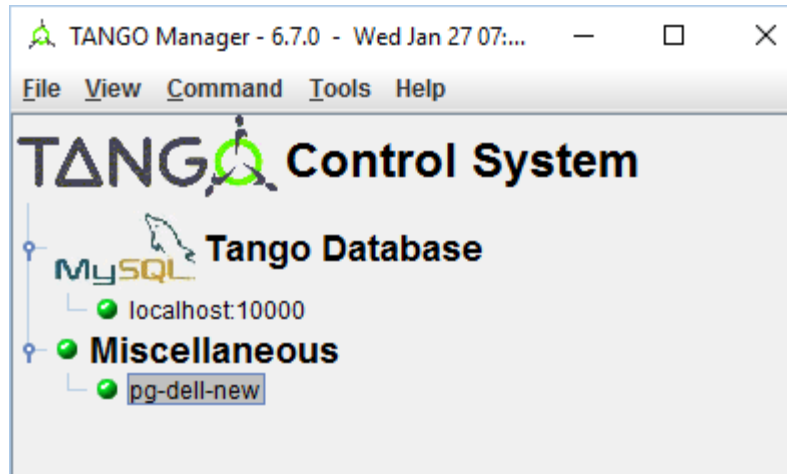 TANGO Manager - 6.7.0 - Wed Jan 27 07:...
File View Command Tools Help
TANGO Control System
MySQL Tango Database
localhost:10000
Miscellaneous
pg-dell-new